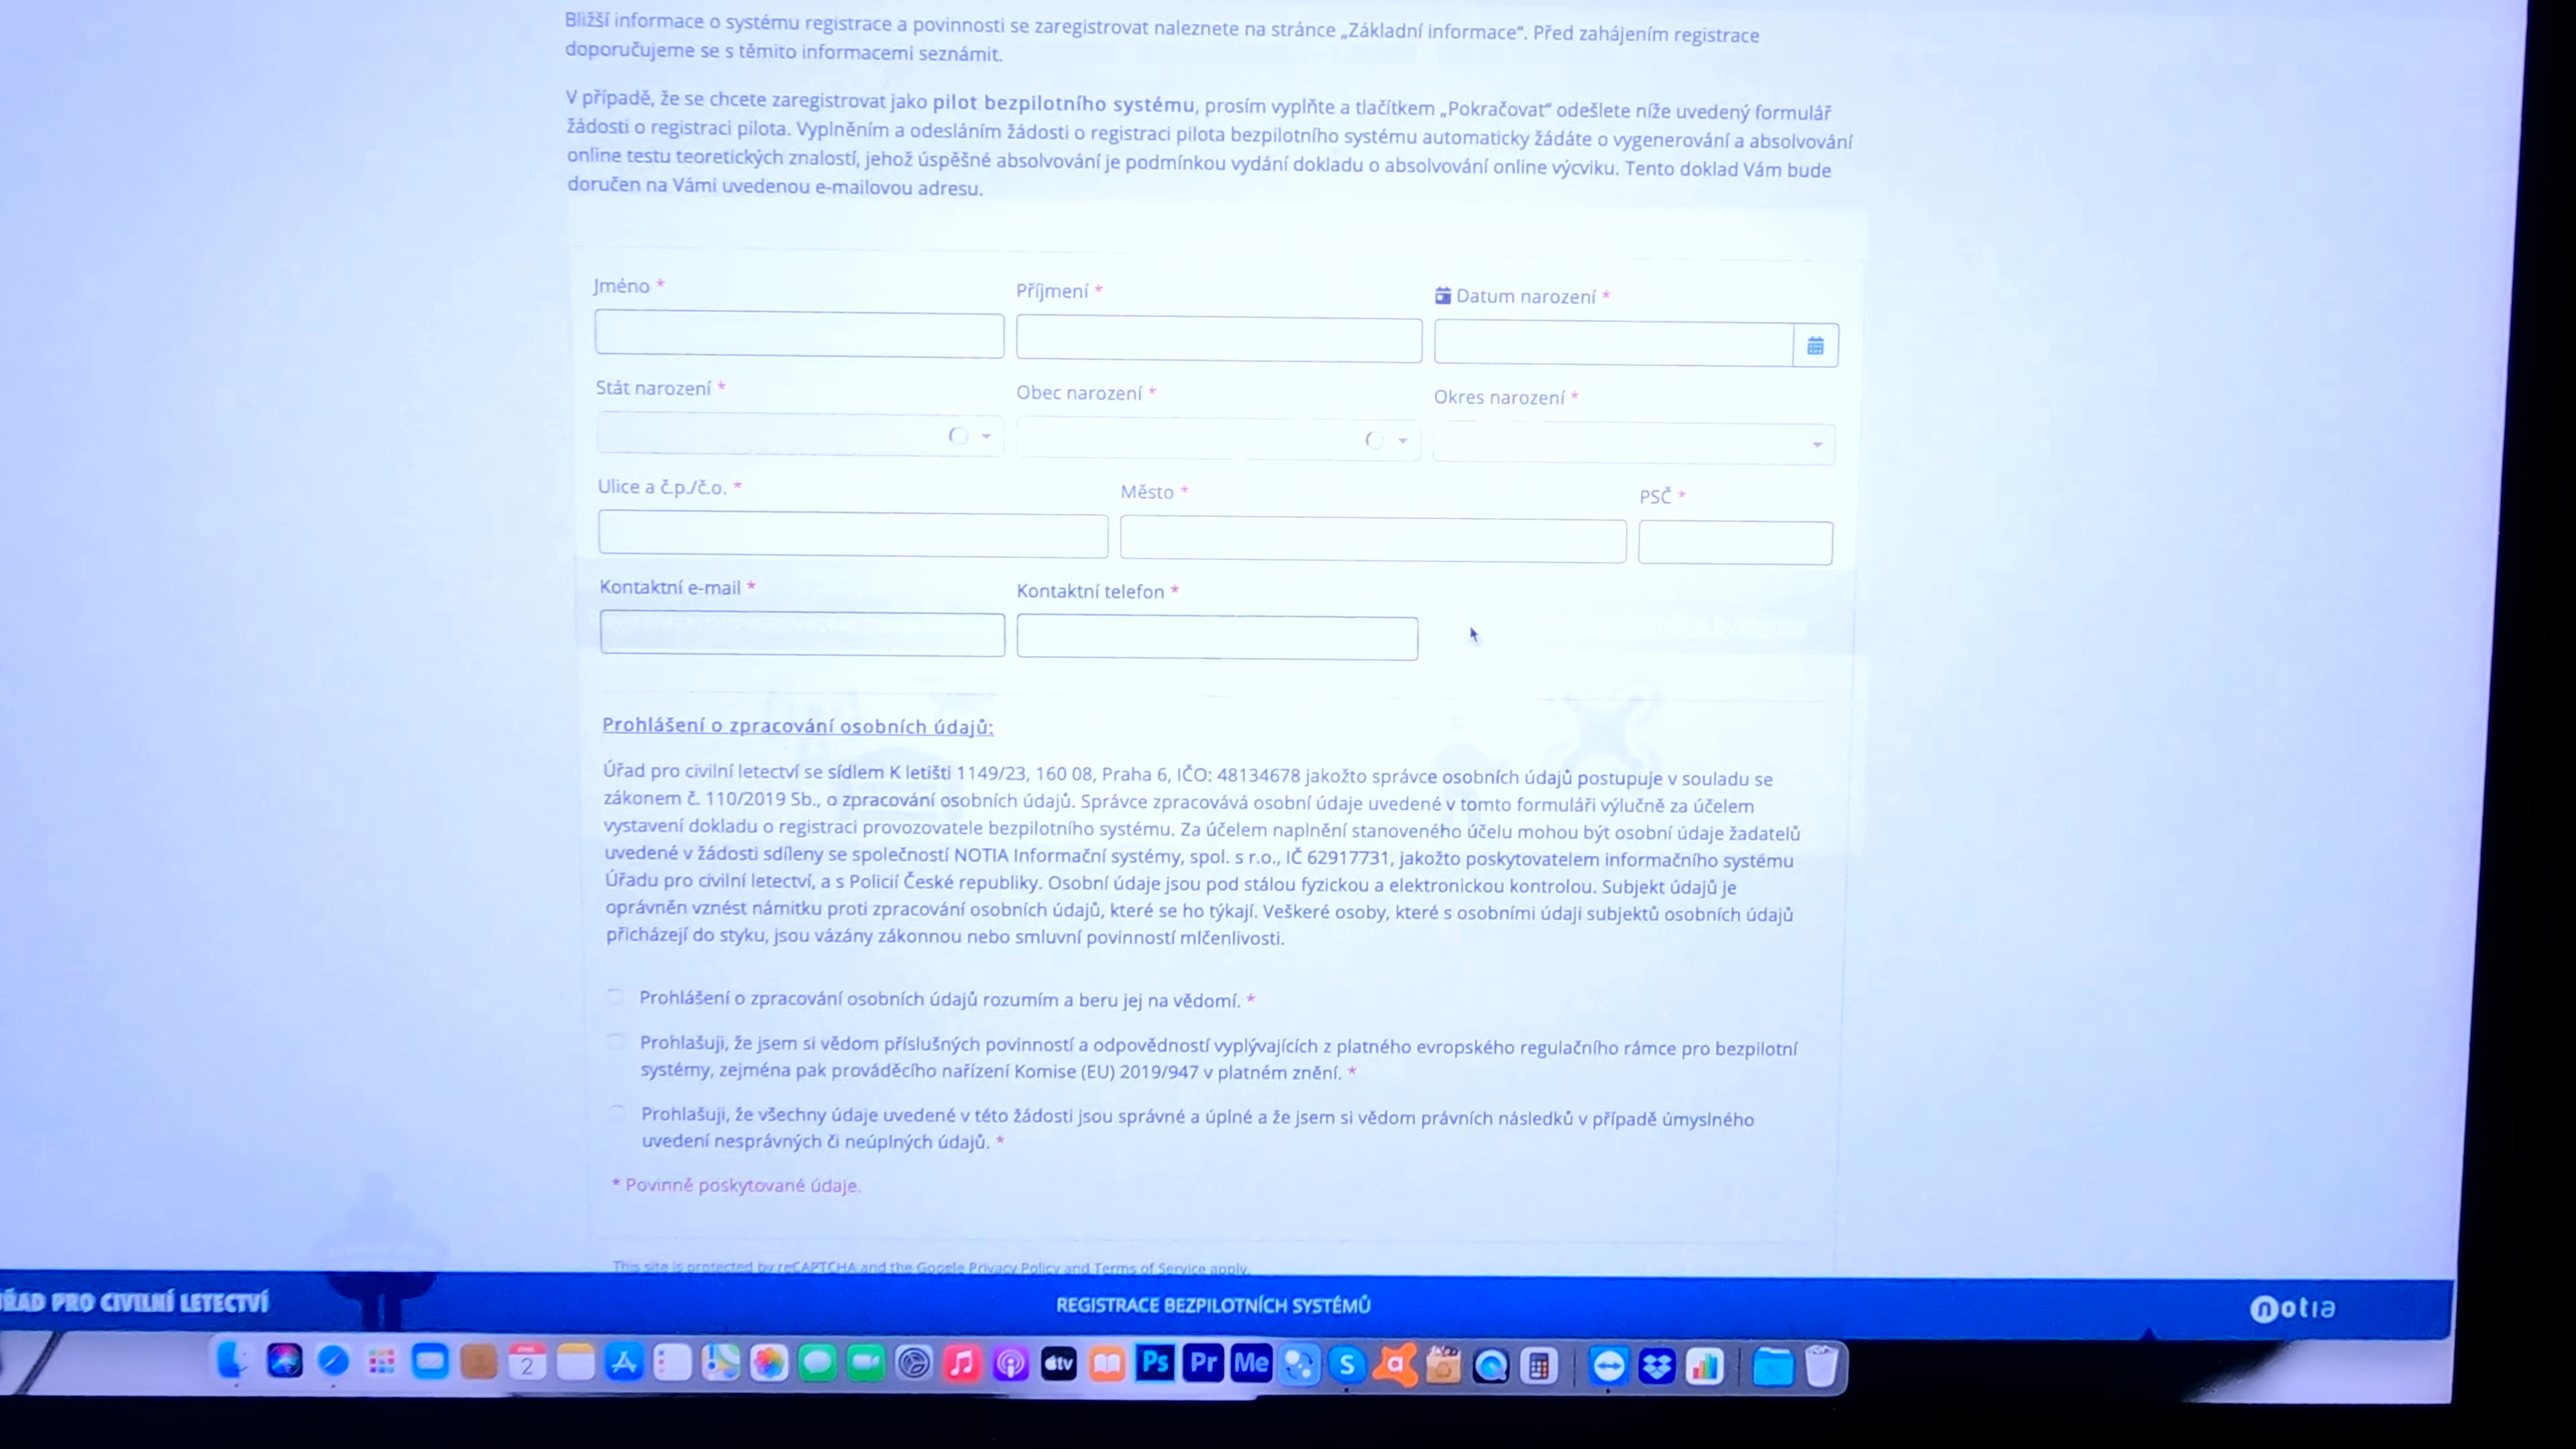 Bližší informace o systému registrace a povinnosti se zaregistrovat naleznete na stránce „Základní informace“. Před zahájením registrace
doporučujeme se s těmito informacemi seznámit.
V případě, že se chcete zaregistrovat jako pilot bezpilotního systému, prosím vyplňte a tlačítkem „Pokračovat“ odešlete níže uvedený formulář
žádosti o registraci pilota. Vyplněním a odesláním žádosti o registraci pilota bezpilotního systému automaticky žádáte o vygenerování a absolvování
online testu teoretických znalostí, jehož úspěšné absolvování je podmínkou vydání dokladu o absolvování online výcviku. Tento doklad Vám bude
doručen na Vámi uvedenou e-mailovou adresu.
Jméno * Příjmení * Datum narození *
Stát narození * Obec narození * Okres narození *
Ulice a č.p./č.o. * Město * PSČ *
Kontaktní e-mail * Kontaktní telefon *
Prohlášení o zpracování osobních údajů:
Úřad pro civilní letectví se sídlem K letišti 1149/23, 160 08, Praha 6, IČO: 48134678 jakožto správce osobních údajů postupuje v souladu se
zákonem č. 110/2019 Sb., o zpracování osobních údajů. Správce zpracovává osobní údaje uvedené v tomto formuláři výlučně za účelem
vystavení dokladu o registraci provozovatele bezpilotního systému. Za účelem naplnění stanoveného účelu mohou být osobní údaje žadatelů
uvedené v žádosti sdíleny se společností NOTIA Informační systémy, spol. s r.o., IČ 62917731, jakožto poskytovatelem informačního systému
Úřadu pro civilní letectví, a s Policií České republiky. Osobní údaje jsou pod stálou fyzickou a elektronickou kontrolou. Subjekt údajů je
oprávněn vznést námitku proti zpracování osobních údajů, které se ho týkají. Veškeré osoby, které s osobními údaji subjektů osobních údajů
přicházejí do styku, jsou vázány zákonnou nebo smluvní povinností mlčenlivosti.
Prohlášení o zpracování osobních údajů rozumím a beru jej na vědomí. *
Prohlašuji, že jsem si vědom příslušných povinností a odpovědností vyplývajících z platného evropského regulačního rámce pro bezpilotní
systémy, zejména pak prováděcího nařízení Komise (EU) 2019/947 v platném znění. *
Prohlašuji, že všechny údaje uvedené v této žádosti jsou správné a úplné a že jsem si vědom právních následků v případě úmyslného
uvedení nesprávných či neúplných údajů. *
* Povinně poskytované údaje.
This site is protected by reCAPTCHA and the Google Privacy Policy and Terms of Service apply.
ŘAD PRO CIVILNÍ LETECTVÍ REGISTRACE BEZPILOTNÍCH SYSTÉMŮ notia
2 tv Ps Pr Me S a